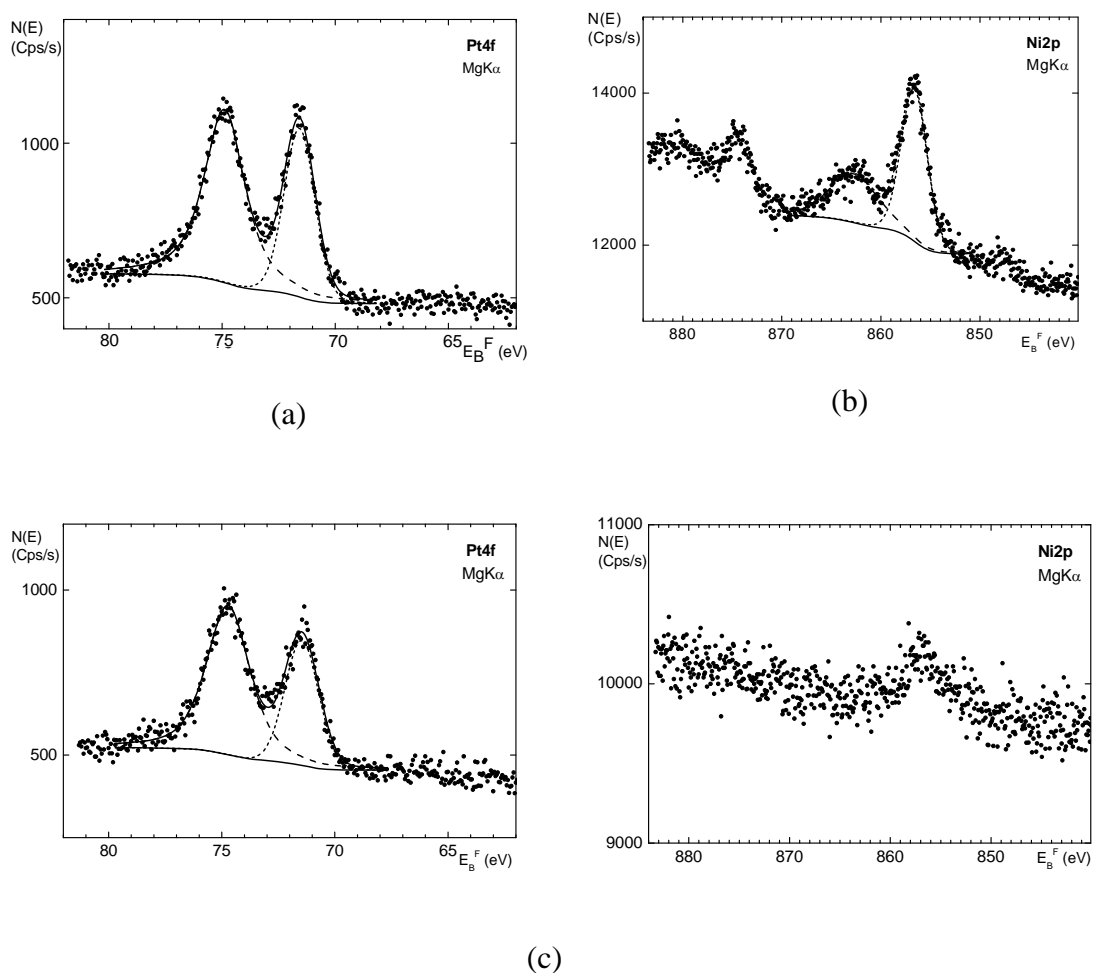 N(E)
(Cps/s)
Pt4f
MgKα
1000
500
80
75
70
65
E_B^F (eV)
(a)
N(E)
(Cps/s)
Ni2p
MgKα
14000
12000
880
870
860
850
E_B^F (eV)
(b)
N(E)
(Cps/s)
Pt4f
MgKα
1000
500
80
75
70
65
E_B^F (eV)
11000
N(E)
(Cps/s)
Ni2p
MgKα
10000
9000
880
870
860
850
E_B^F (eV)
(c)